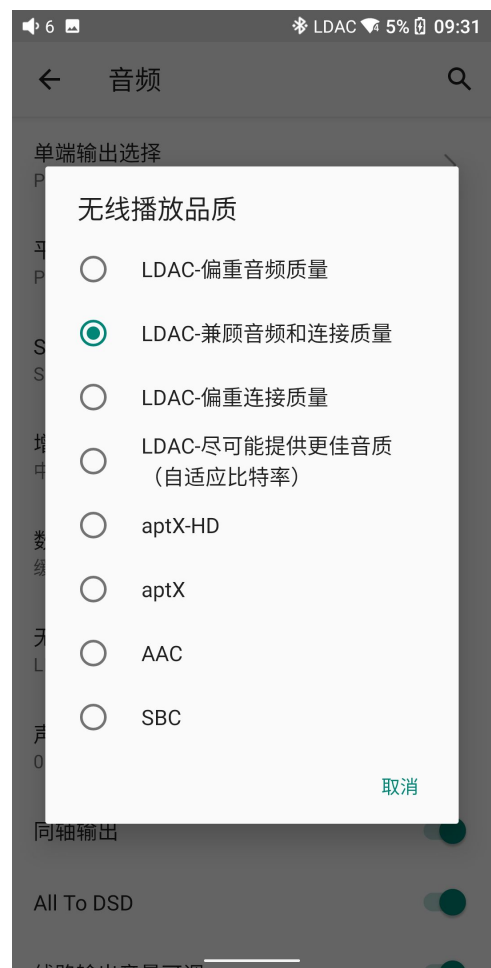 6 LDAC 4 5% 09:31
音频
单端输出选择
P
无线播放品质
LDAC-偏重音频质量
LDAC-兼顾音频和连接质量
LDAC-偏重连接质量
LDAC-尽可能提供更佳音质
（自适应比特率）
aptX-HD
aptX
AAC
SBC
取消
同轴输出
All To DSD